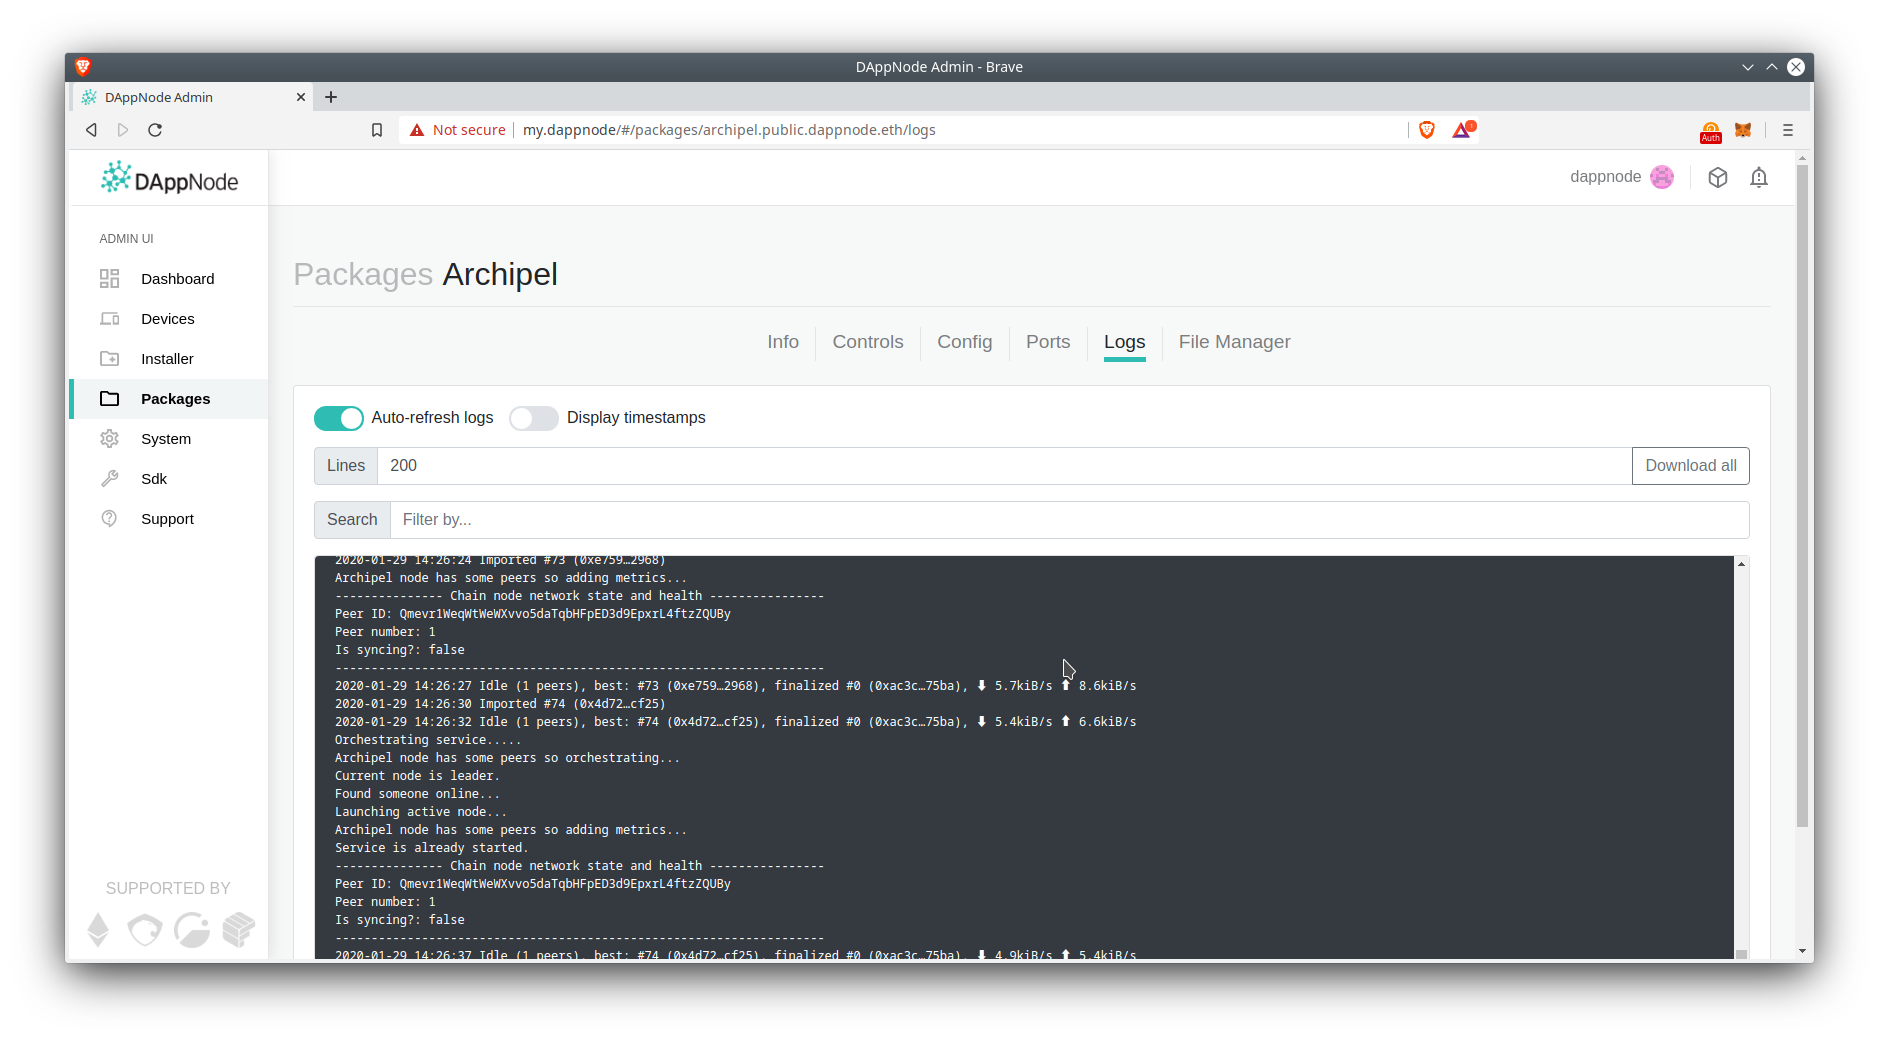 DAppNode Admin - Brave
DAppNode Admin
Not secure
my.dappnode/#/packages/archipel.public.dappnode.eth/logs
Auth
DAppNode
dappnode
ADMIN UI
Dashboard
Devices
Installer
Packages
System
Sdk
Support
SUPPORTED BY
Packages Archipel
Info
Controls
Config
Ports
Logs
File Manager
Auto-refresh logs
Display timestamps
Lines
200
Download all
Search
Filter by...
2020-01-29 14:26:24 Imported #73 (0xe759…2968)
Archipel node has some peers so adding metrics...
--------------- Chain node network state and health ----------------
Peer ID: Qmevr1WeqWtWeWXvvo5daTqbHFpED3d9EpxrL4ftzZQUBy
Peer number: 1
Is syncing?: false
--------------------------------------------------------------------
2020-01-29 14:26:27 Idle (1 peers), best: #73 (0xe759…2968), finalized #0 (0xac3c…75ba), ⬇ 5.7kiB/s ⬆ 8.6kiB/s
2020-01-29 14:26:30 Imported #74 (0x4d72…cf25)
2020-01-29 14:26:32 Idle (1 peers), best: #74 (0x4d72…cf25), finalized #0 (0xac3c…75ba), ⬇ 5.4kiB/s ⬆ 6.6kiB/s
Orchestrating service.....
Archipel node has some peers so orchestrating...
Current node is leader.
Found someone online...
Launching active node...
Archipel node has some peers so adding metrics...
Service is already started.
--------------- Chain node network state and health ----------------
Peer ID: Qmevr1WeqWtWeWXvvo5daTqbHFpED3d9EpxrL4ftzZQUBy
Peer number: 1
Is syncing?: false
--------------------------------------------------------------------
2020-01-29 14:26:37 Idle (1 peers), best: #74 (0x4d72…cf25), finalized #0 (0xac3c…75ba), ⬇ 4.9kiB/s ⬆ 5.4kiB/s